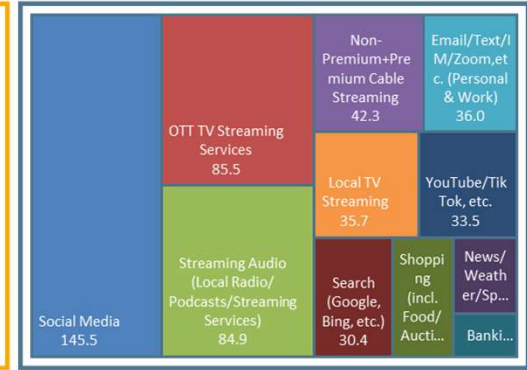 Social Media
145.5
OTT TV Streaming
Services
85.5
Streaming Audio
(Local Radio/
Podcasts/Streaming
Services)
84.9
Non-
Premium+Pre
mium Cable
Streaming
42.3
Email/Text/I
M/Zoom,et
c. (Personal
& Work)
36.0
Local TV
Streaming
35.7
YouTube/Tik
Tok, etc.
33.5
Search
(Google,
Bing, etc.)
30.4
Shoppi
ng
(incl.
Food/
Aucti...
News/
Weath
er/Sp...
Banki...